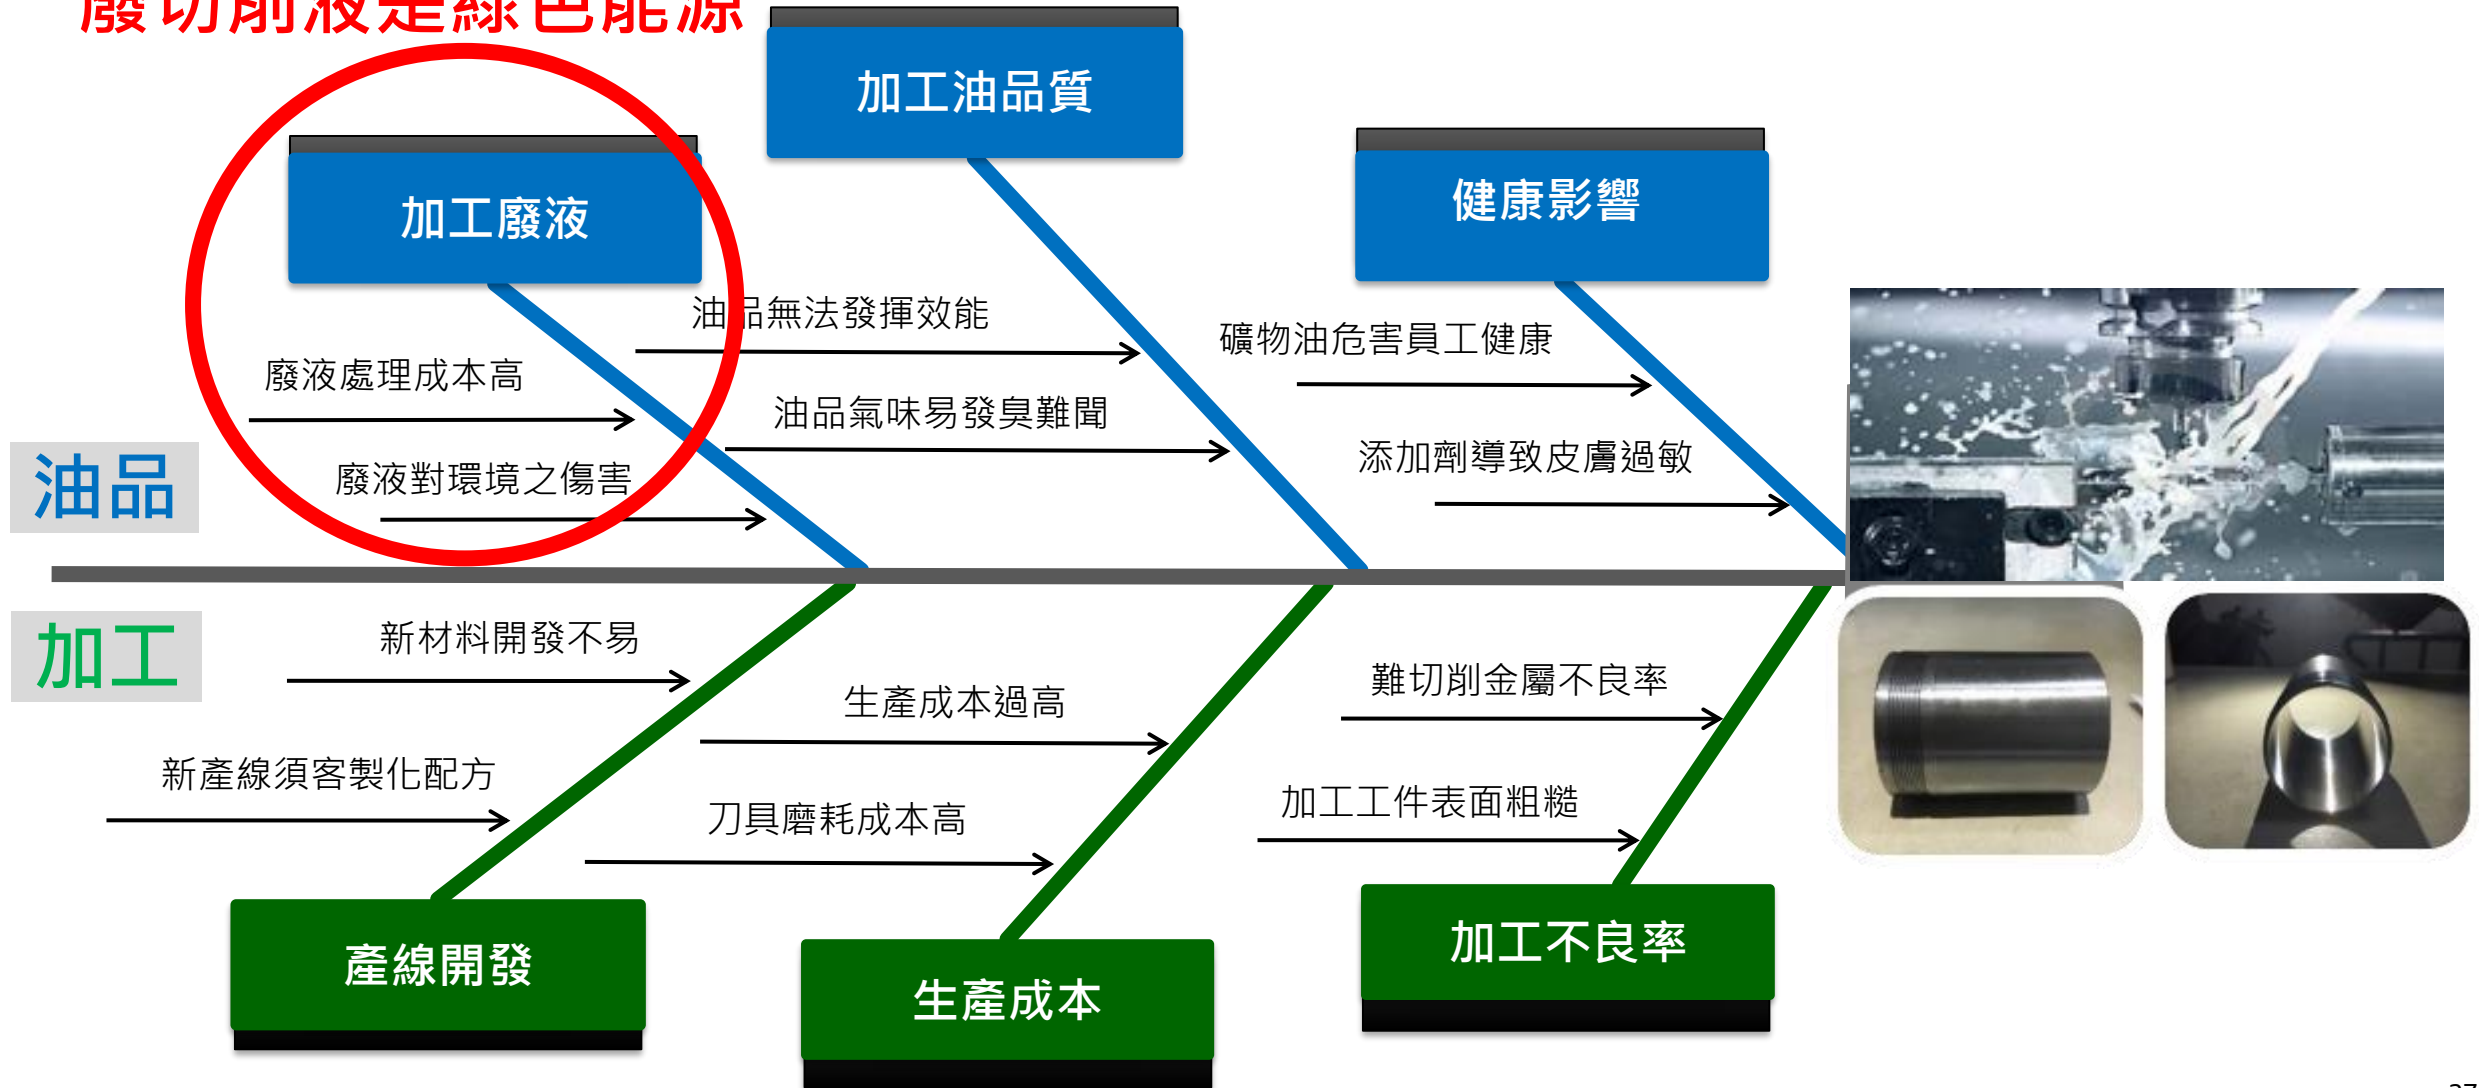 廢切削液是綠色能源
加工油品質
加工廢液
健康影響
油品無法發揮效能
礦物油危害員工健康
廢液處理成本高
油品氣味易發臭難聞
添加劑導致皮膚過敏
廢液對環境之傷害
油品
加工
新材料開發不易
難切削金屬不良率
生產成本過高
新產線須客製化配方
加工工件表面粗糙
刀具磨耗成本高
加工不良率
產線開發
生產成本